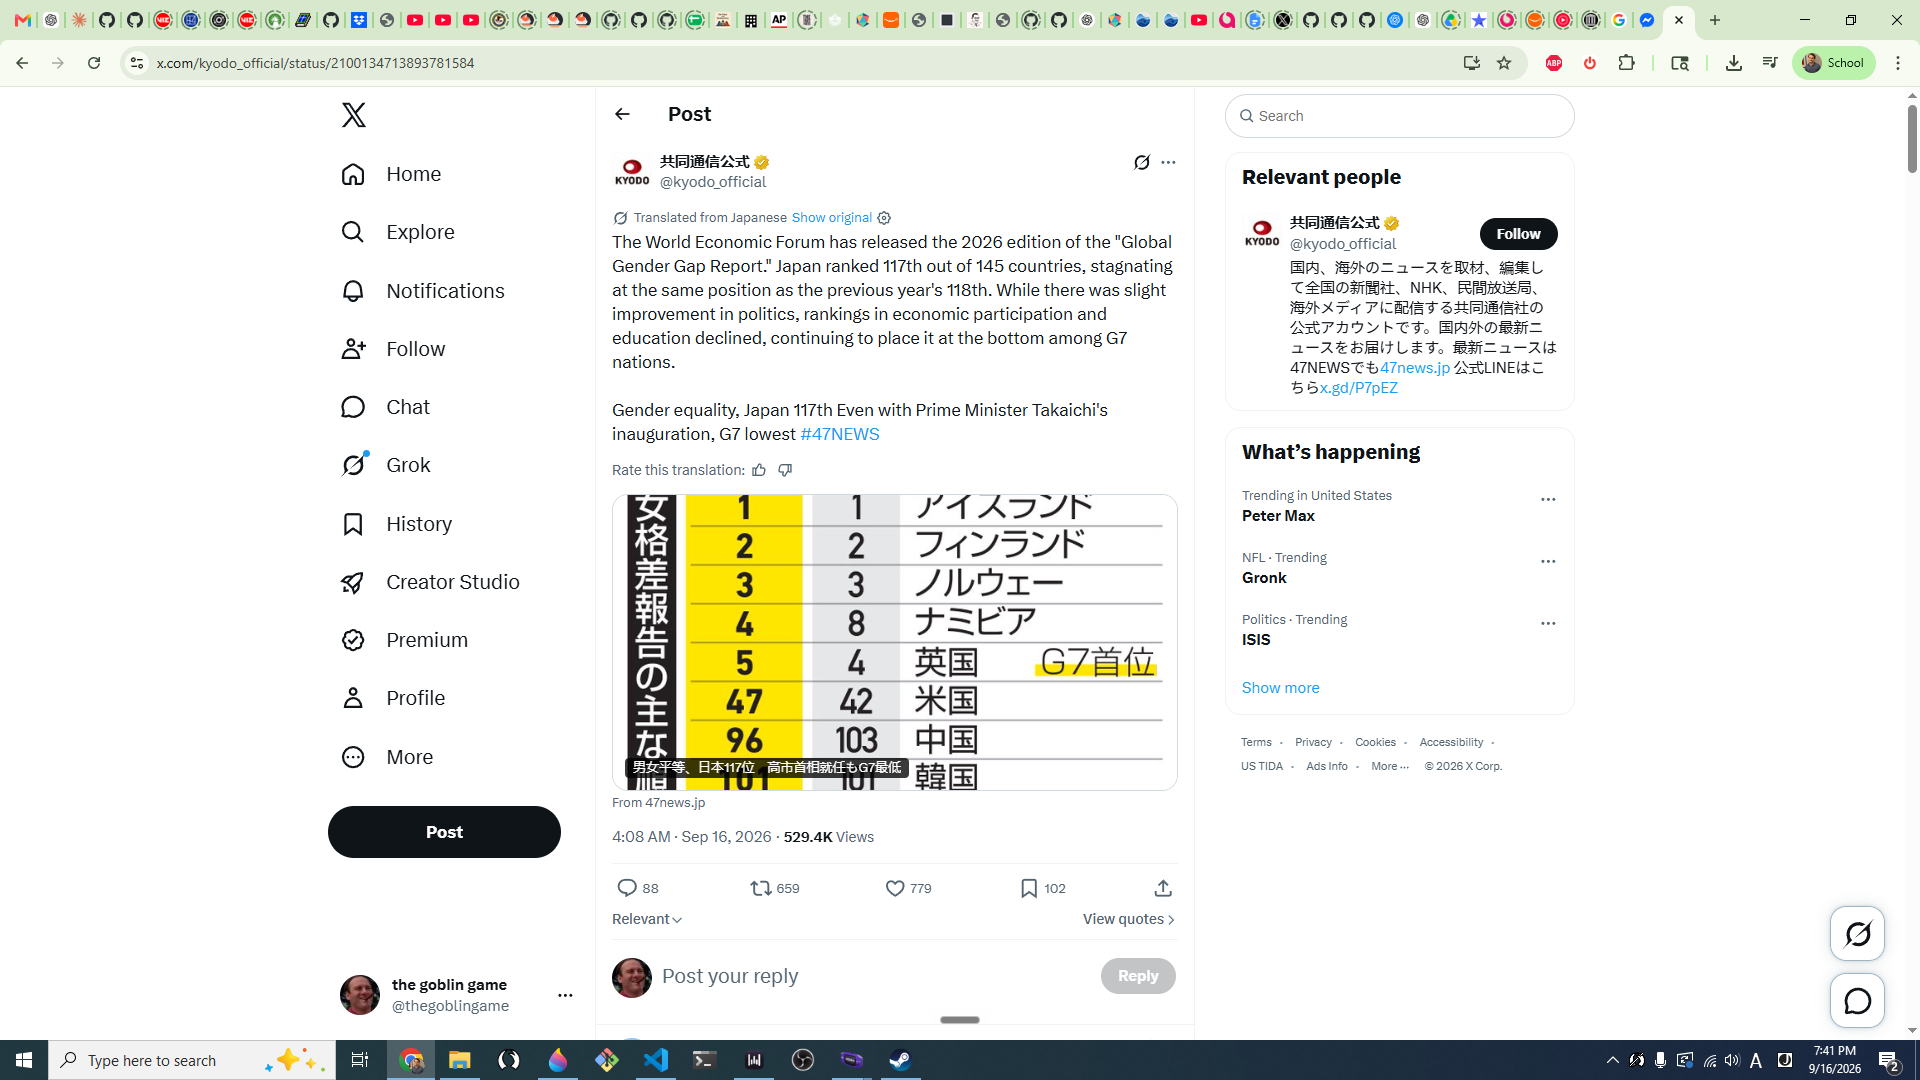 x.com/kyodo_official/status/2100134713893781584
ABP
School
Home
Explore
Notifications
Follow
Chat
Grok
History
Creator Studio
Premium
Profile
More
Post
the goblin game
@thegoblingame
Post
KYODO
共同通信公式
@kyodo_official
Translated from Japanese Show original
The World Economic Forum has released the 2026 edition of the "Global
Gender Gap Report." Japan ranked 117th out of 145 countries, stagnating
at the same position as the previous year's 118th. While there was slight
improvement in politics, rankings in economic participation and
education declined, continuing to place it at the bottom among G7
nations.
Gender equality, Japan 117th Even with Prime Minister Takaichi's
inauguration, G7 lowest #47NEWS
Rate this translation:
女格差報告の主な順
1 1 アイスランド
2 2 フィンランド
3 3 ノルウェー
4 8 ナミビア
5 4 英国 G7首位
47 42 米国
96 103 中国
101 101 韓国
男女平等、日本117位 高市首相就任もG7最低
From 47news.jp
4:08 AM · Sep 16, 2026 · 529.4K Views
88 659 779 102
Relevant
View quotes
Post your reply
Reply
Search
Relevant people
KYODO
共同通信公式
@kyodo_official
Follow
国内、海外のニュースを取材、編集し
て全国の新聞社、NHK、民間放送局、
海外メディアに配信する共同通信社の
公式アカウントです。国内外の最新ニ
ュースをお届けします。最新ニュースは
47NEWSでも47news.jp 公式LINEはこ
ちらx.gd/P7pEZ
What's happening
Trending in United States
Peter Max
NFL · Trending
Gronk
Politics · Trending
ISIS
Show more
Terms · Privacy · Cookies · Accessibility ·
US TIDA · Ads Info · More ··· © 2026 X Corp.
Type here to search
A
7:41 PM
9/16/2026
2